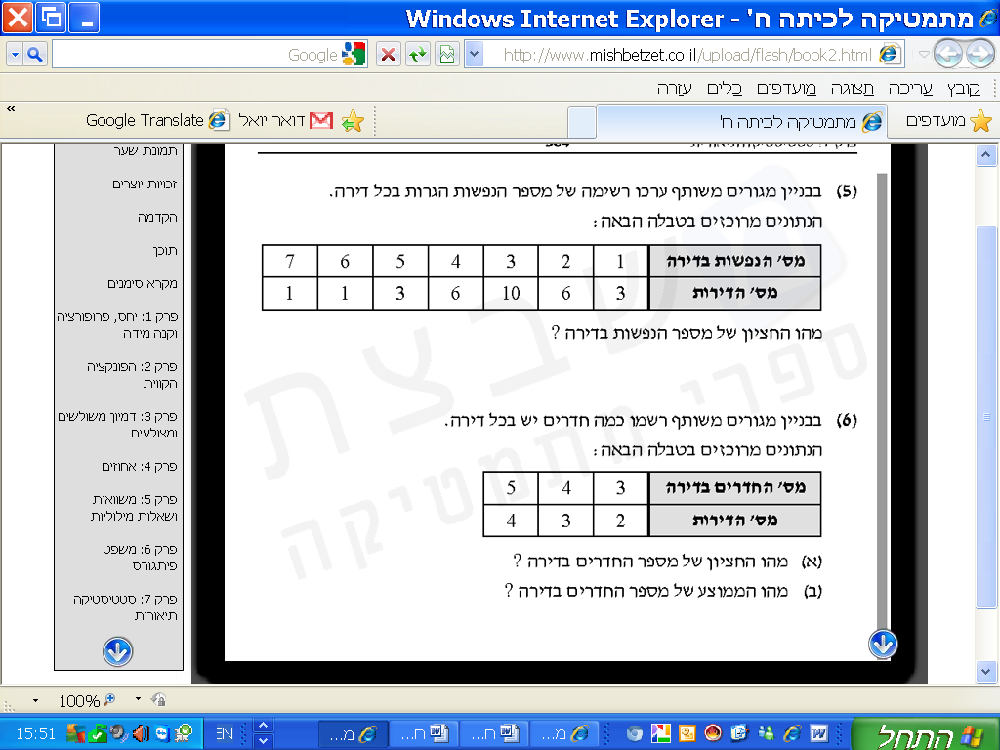 מתמטיקה לכיתה ח' - Windows Internet Explorer
http://www.mishbetzet.co.il/upload/flash/book2.html
Google
קובץ עריכה תצוגה מועדפים כלים עזרה
מועדפים
מתמטיקה לכיתה ח'
דואר יואל
Google Translate
«
תמונת שער
זכויות יוצרים
הקדמה
תוכן
מקרא סימנים
פרק 1: יחס, פרופורציה
וקנה מידה
פרק 2: הפונקציה
הקווית
פרק 3: דמיון משולשים
ומצולעים
פרק 4: אחוזים
פרק 5: משוואות
ושאלות מילוליות
פרק 6: משפט
פיתגורס
פרק 7: סטטיסטיקה
תיאורית
(5) בבניין מגורים משותף ערכו רשימה של מספר הנפשות הגרות בכל דירה.
הנתונים מרוכזים בטבלה הבאה:
מס' הנפשות בדירה 1 2 3 4 5 6 7
מס' הדירות 3 6 10 6 3 1 1
מהו החציון של מספר הנפשות בדירה ?
(6) בבניין מגורים משותף רשמו כמה חדרים יש בכל דירה.
הנתונים מרוכזים בטבלה הבאה:
מס' החדרים בדירה 3 4 5
מס' הדירות 2 3 4
(א) מהו החציון של מספר החדרים בדירה ?
(ב) מהו הממוצע של מספר החדרים בדירה ?
משבצת
ספרי מתמטיקה
100%
התחל
מ...
ח...
ח...
מ...
EN
15:51